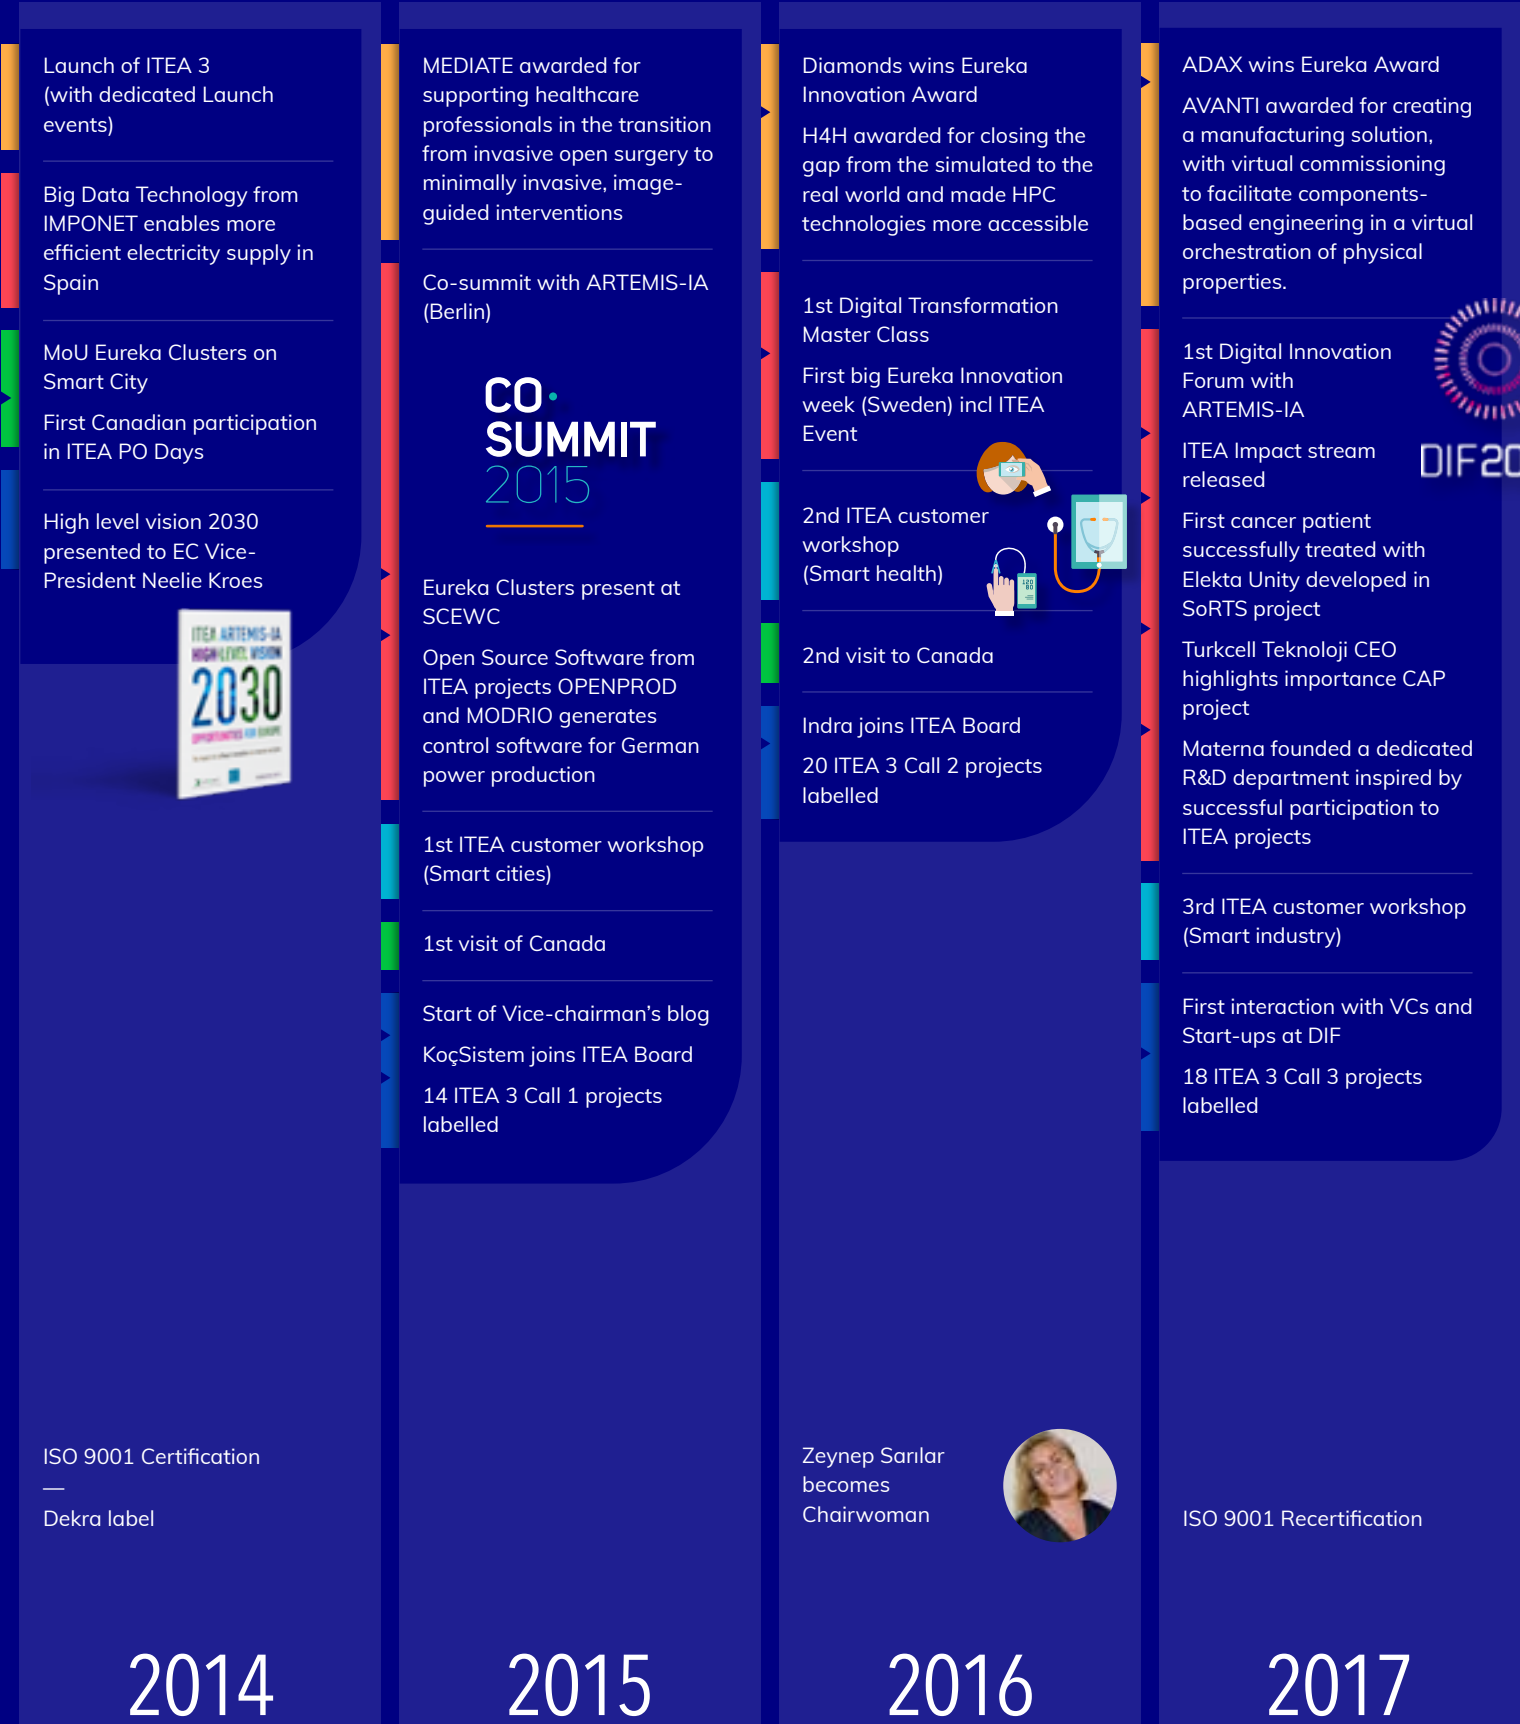 Launch of ITEA 3
(with dedicated Launch
events)
Big Data Technology from
IMPONET enables more
efficient electricity supply in
Spain
MoU Eureka Clusters on
Smart City
First Canadian participation
in ITEA PO Days
High level vision 2030
presented to EC Vice-
President Neelie Kroes
ITEA ARTEMIS-IA
HIGH-LEVEL VISION
2030
OPPORTUNITIES FOR EUROPE
ISO 9001 Certification
—
Dekra label
2014
MEDIATE awarded for
supporting healthcare
professionals in the transition
from invasive open surgery to
minimally invasive, image-
guided interventions
Co-summit with ARTEMIS-IA
(Berlin)
CO·
SUMMIT
2015
Eureka Clusters present at
SCEWC
Open Source Software from
ITEA projects OPENPROD
and MODRIO generates
control software for German
power production
1st ITEA customer workshop
(Smart cities)
1st visit of Canada
Start of Vice-chairman’s blog
KoçSistem joins ITEA Board
14 ITEA 3 Call 1 projects
labelled
2015
Diamonds wins Eureka
Innovation Award
H4H awarded for closing the
gap from the simulated to the
real world and made HPC
technologies more accessible
1st Digital Transformation
Master Class
First big Eureka Innovation
week (Sweden) incl ITEA
Event
2nd ITEA customer
workshop
(Smart health)
120
80
2nd visit to Canada
Indra joins ITEA Board
20 ITEA 3 Call 2 projects
labelled
Zeynep Sarılar
becomes
Chairwoman
2016
ADAX wins Eureka Award
AVANTI awarded for creating
a manufacturing solution,
with virtual commissioning
to facilitate components-
based engineering in a virtual
orchestration of physical
properties.
1st Digital Innovation
Forum with
ARTEMIS-IA
DIF20
ITEA Impact stream
released
First cancer patient
successfully treated with
Elekta Unity developed in
SoRTS project
Turkcell Teknoloji CEO
highlights importance CAP
project
Materna founded a dedicated
R&D department inspired by
successful participation to
ITEA projects
3rd ITEA customer workshop
(Smart industry)
First interaction with VCs and
Start-ups at DIF
18 ITEA 3 Call 3 projects
labelled
ISO 9001 Recertification
2017